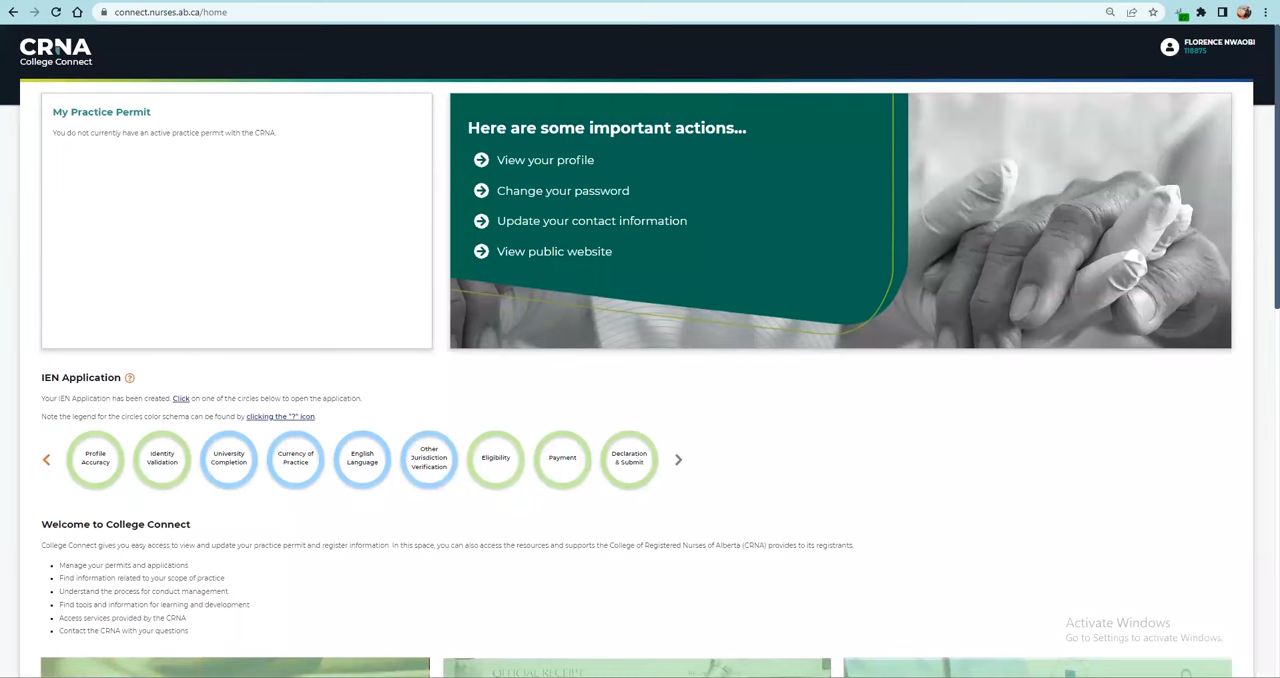 connect.nurses.ab.ca/home
CRNA
College Connect
FLORENCE NWAOBI
118875
My Practice Permit
You do not currently have an active practice permit with the CRNA.
Here are some important actions...
View your profile
Change your password
Update your contact information
View public website
IEN Application ?
Your IEN Application has been created. Click on one of the circles below to open the application.
Note the legend for the circles color schema can be found by clicking the "?" icon.
Profile Accuracy
Identity Validation
University Completion
Currency of Practice
English Language
Other Jurisdiction Verification
Eligibility
Payment
Declaration & Submit
Welcome to College Connect
College Connect gives you easy access to view and update your practice permit and register information. In this space, you can also access the resources and supports the College of Registered Nurses of Alberta (CRNA) provides to its registrants.
Manage your permits and applications
Find information related to your scope of practice
Understand the process for conduct management
Find tools and information for learning and development
Access services provided by the CRNA
Contact the CRNA with your questions
Activate Windows
Go to Settings to activate Windows.
OFFICIAL RECEIPT